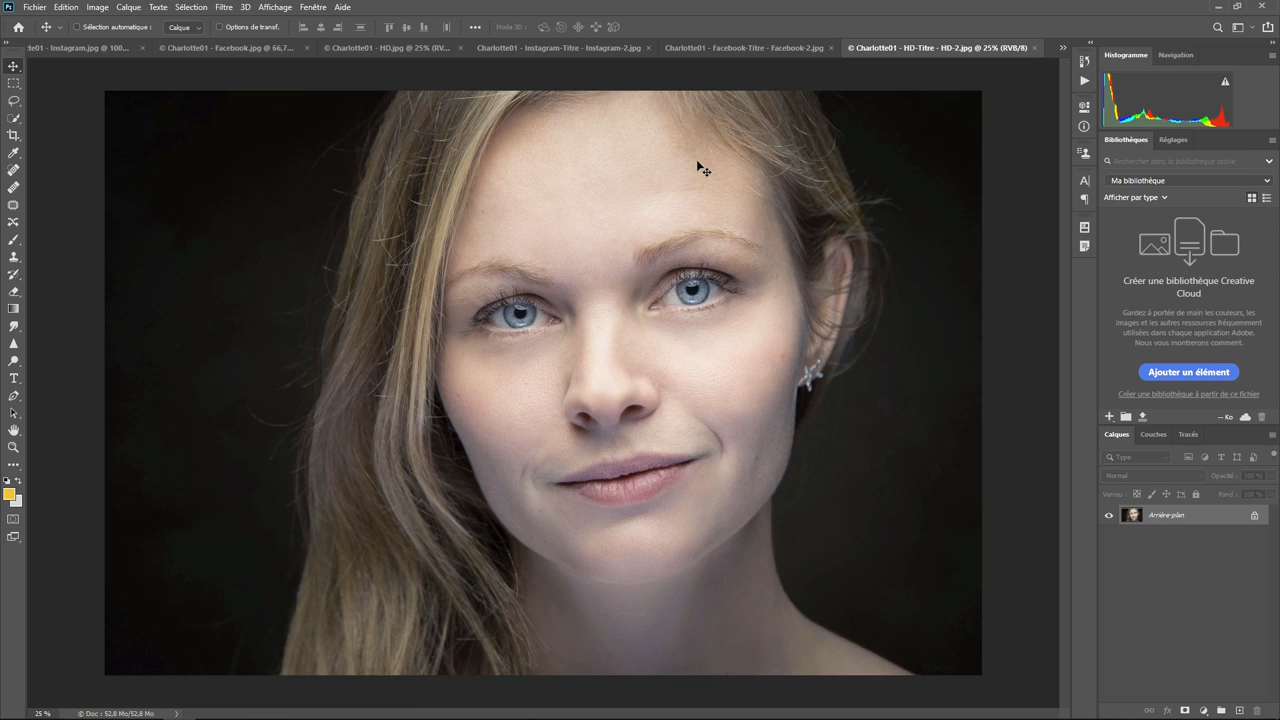 Ps Fichier Edition Image Calque Texte Sélection Filtre 3D Affichage Fenêtre Aide
Sélection automatique : Calque Options de transf. Mode 3D :
te01 - Instagram.jpg @ 100...
© Charlotte01 - Facebook.jpg @ 66,7...
© Charlotte01 - HD.jpg @ 25% (RV...
Charlotte01 - Instagram-Titre - Instagram-2.jpg
Charlotte01 - Facebook-Titre - Facebook-2.jpg
© Charlotte01 - HD-Titre - HD-2.jpg @ 25% (RVB/8)
Histogramme Navigation
Bibliothèques Réglages
Rechercher dans la bibliothèque active
Ma bibliothèque
Afficher par type
Créer une bibliothèque Creative
Cloud
Gardez à portée de main les couleurs, les
images et les autres ressources fréquemment
utilisées dans chaque application Adobe.
Nous vous montrerons comment.
Ajouter un élément
Créer une bibliothèque à partir de ce fichier
-- Ko
Calques Couches Tracés
Type
Normal Opacité : 100 %
Verrou : Fond : 100 %
Arrière-plan
25 % © Doc : 52,8 Mo/52,8 Mo